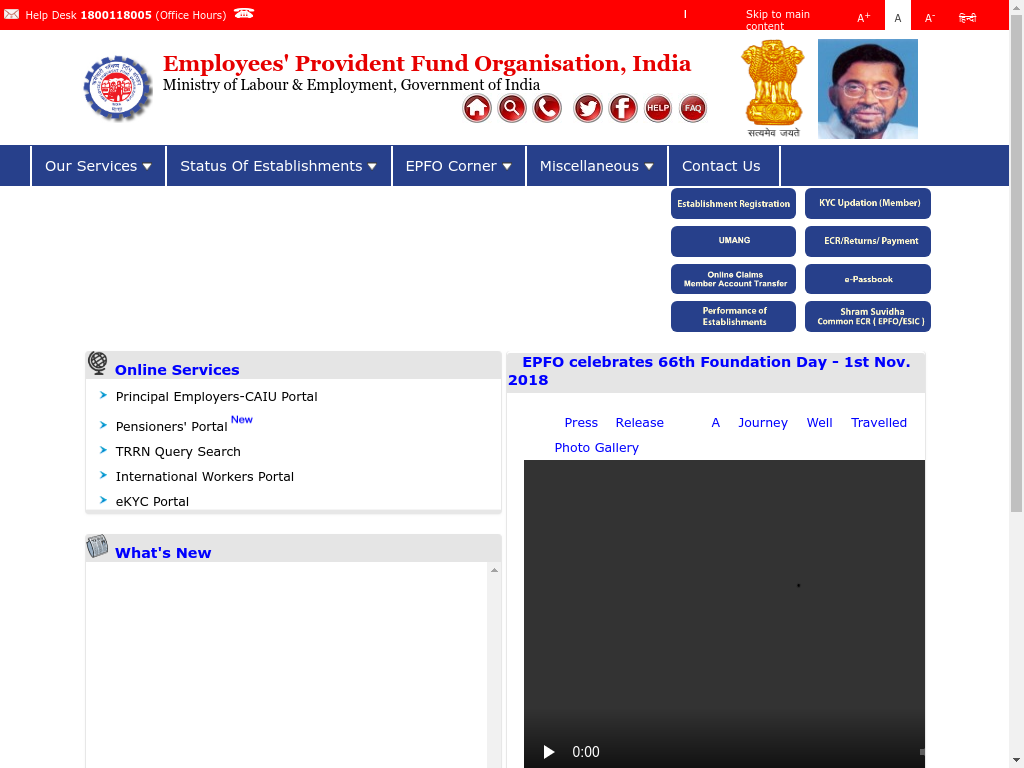 Help Desk 1800118005 (Office Hours)
I
Skip to main
content
A+
A
A-
हिन्दी
Employees' Provident Fund Organisation, India
Ministry of Labour & Employment, Government of India
HELP
FAQ
सत्यमेव जयते
Our Services
Status Of Establishments
EPFO Corner
Miscellaneous
Contact Us
Establishment Registration
KYC Updation (Member)
UMANG
ECR/Returns/ Payment
Online Claims
Member Account Transfer
e-Passbook
Performance of
Establishments
Shram Suvidha
Common ECR ( EPFO/ESIC )
Online Services
Principal Employers-CAIU Portal
Pensioners' Portal New
TRRN Query Search
International Workers Portal
eKYC Portal
What's New
EPFO celebrates 66th Foundation Day - 1st Nov.
2018
Press Release A Journey Well Travelled
Photo Gallery
0:00